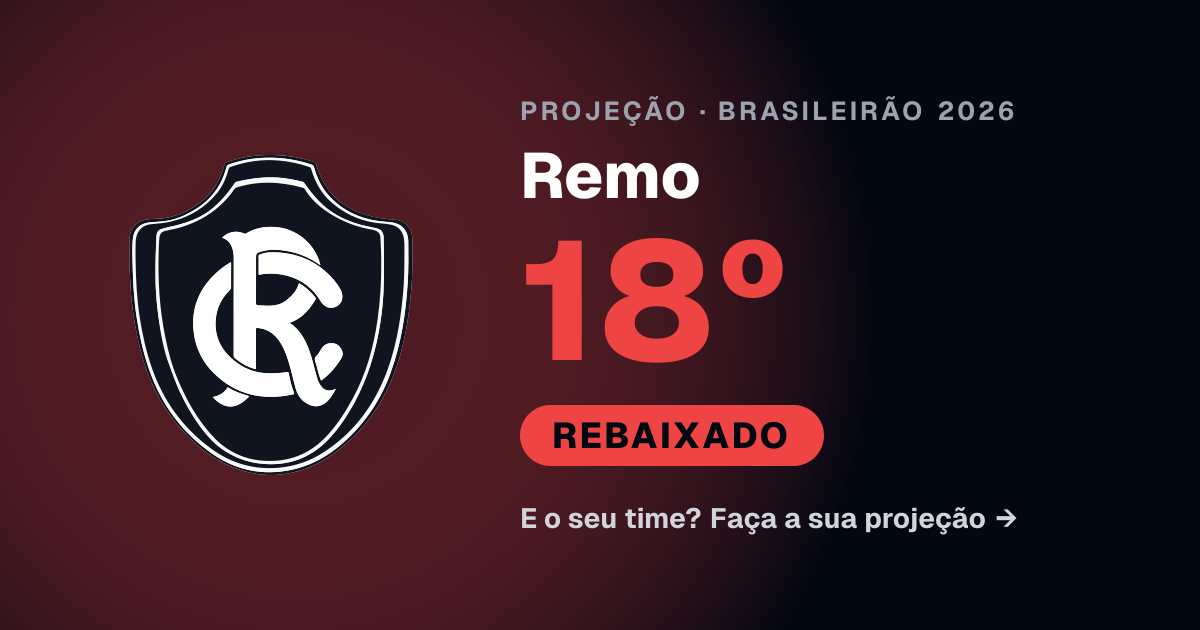 PROJEÇÃO · BRASILEIRÃO 2026
Remo
18º
REBAIXADO
E o seu time? Faça a sua projeção →